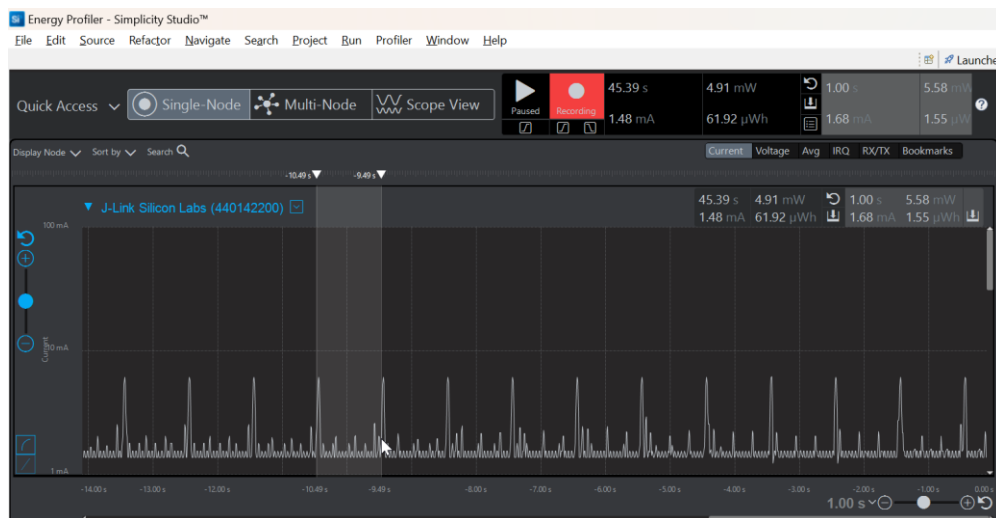 Energy Profiler - Simplicity Studio™
File Edit Source Refactor Navigate Search Project Run Profiler Window Help
Launche
Quick Access Single-Node Multi-Node Scope View
Paused Recording
45.39 s 4.91 mW 1.00 s 5.58 mW
1.48 mA 61.92 µWh 1.68 mA 1.55 µW
Display Node Sort by Search
Current Voltage Avg IRQ RX/TX Bookmarks
-10.49 s -9.49 s
J-Link Silicon Labs (440142200)
45.39 s 4.91 mW 1.00 s 5.58 mW
1.48 mA 61.92 µWh 1.68 mA 1.55 µWh
100 mA
Current
1 mA
-14.00 s -13.00 s -12.00 s -10.49 s -9.49 s -8.00 s -7.00 s -6.00 s -5.00 s -4.00 s -3.00 s -2.00 s -1.00 s 0.00 s
1.00 s